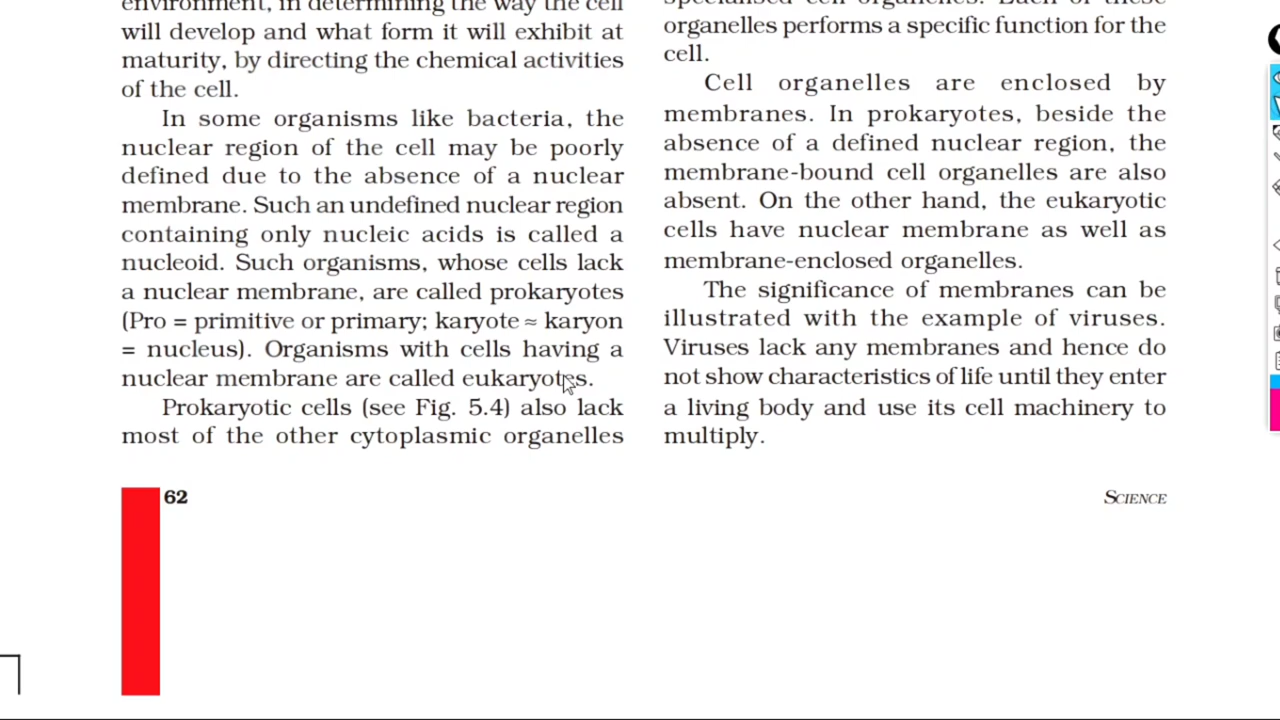 environment, in determining the way the cell
will develop and what form it will exhibit at
maturity, by directing the chemical activities
of the cell.
In some organisms like bacteria, the
nuclear region of the cell may be poorly
defined due to the absence of a nuclear
membrane. Such an undefined nuclear region
containing only nucleic acids is called a
nucleoid. Such organisms, whose cells lack
a nuclear membrane, are called prokaryotes
(Pro = primitive or primary; karyote ≈ karyon
= nucleus). Organisms with cells having a
nuclear membrane are called eukaryotes.
Prokaryotic cells (see Fig. 5.4) also lack
most of the other cytoplasmic organelles
specialised cell organelles. Each of these
organelles performs a specific function for the
cell.
Cell organelles are enclosed by
membranes. In prokaryotes, beside the
absence of a defined nuclear region, the
membrane-bound cell organelles are also
absent. On the other hand, the eukaryotic
cells have nuclear membrane as well as
membrane-enclosed organelles.
The significance of membranes can be
illustrated with the example of viruses.
Viruses lack any membranes and hence do
not show characteristics of life until they enter
a living body and use its cell machinery to
multiply.
62
SCIENCE